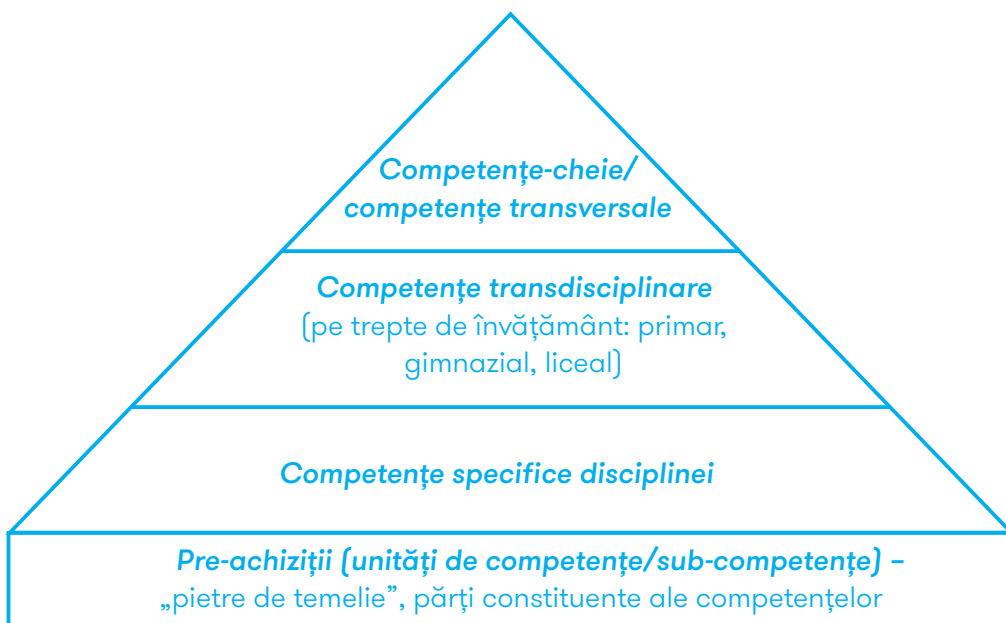 Competențe-cheie/
competențe transversale
Competențe transdisciplinare
(pe trepte de învățământ: primar,
gimnazial, liceal)
Competențe specifice disciplinei
Pre-achiziții (unități de competențe/sub-competențe) –
„pietre de temelie”, părți constituente ale competențelor